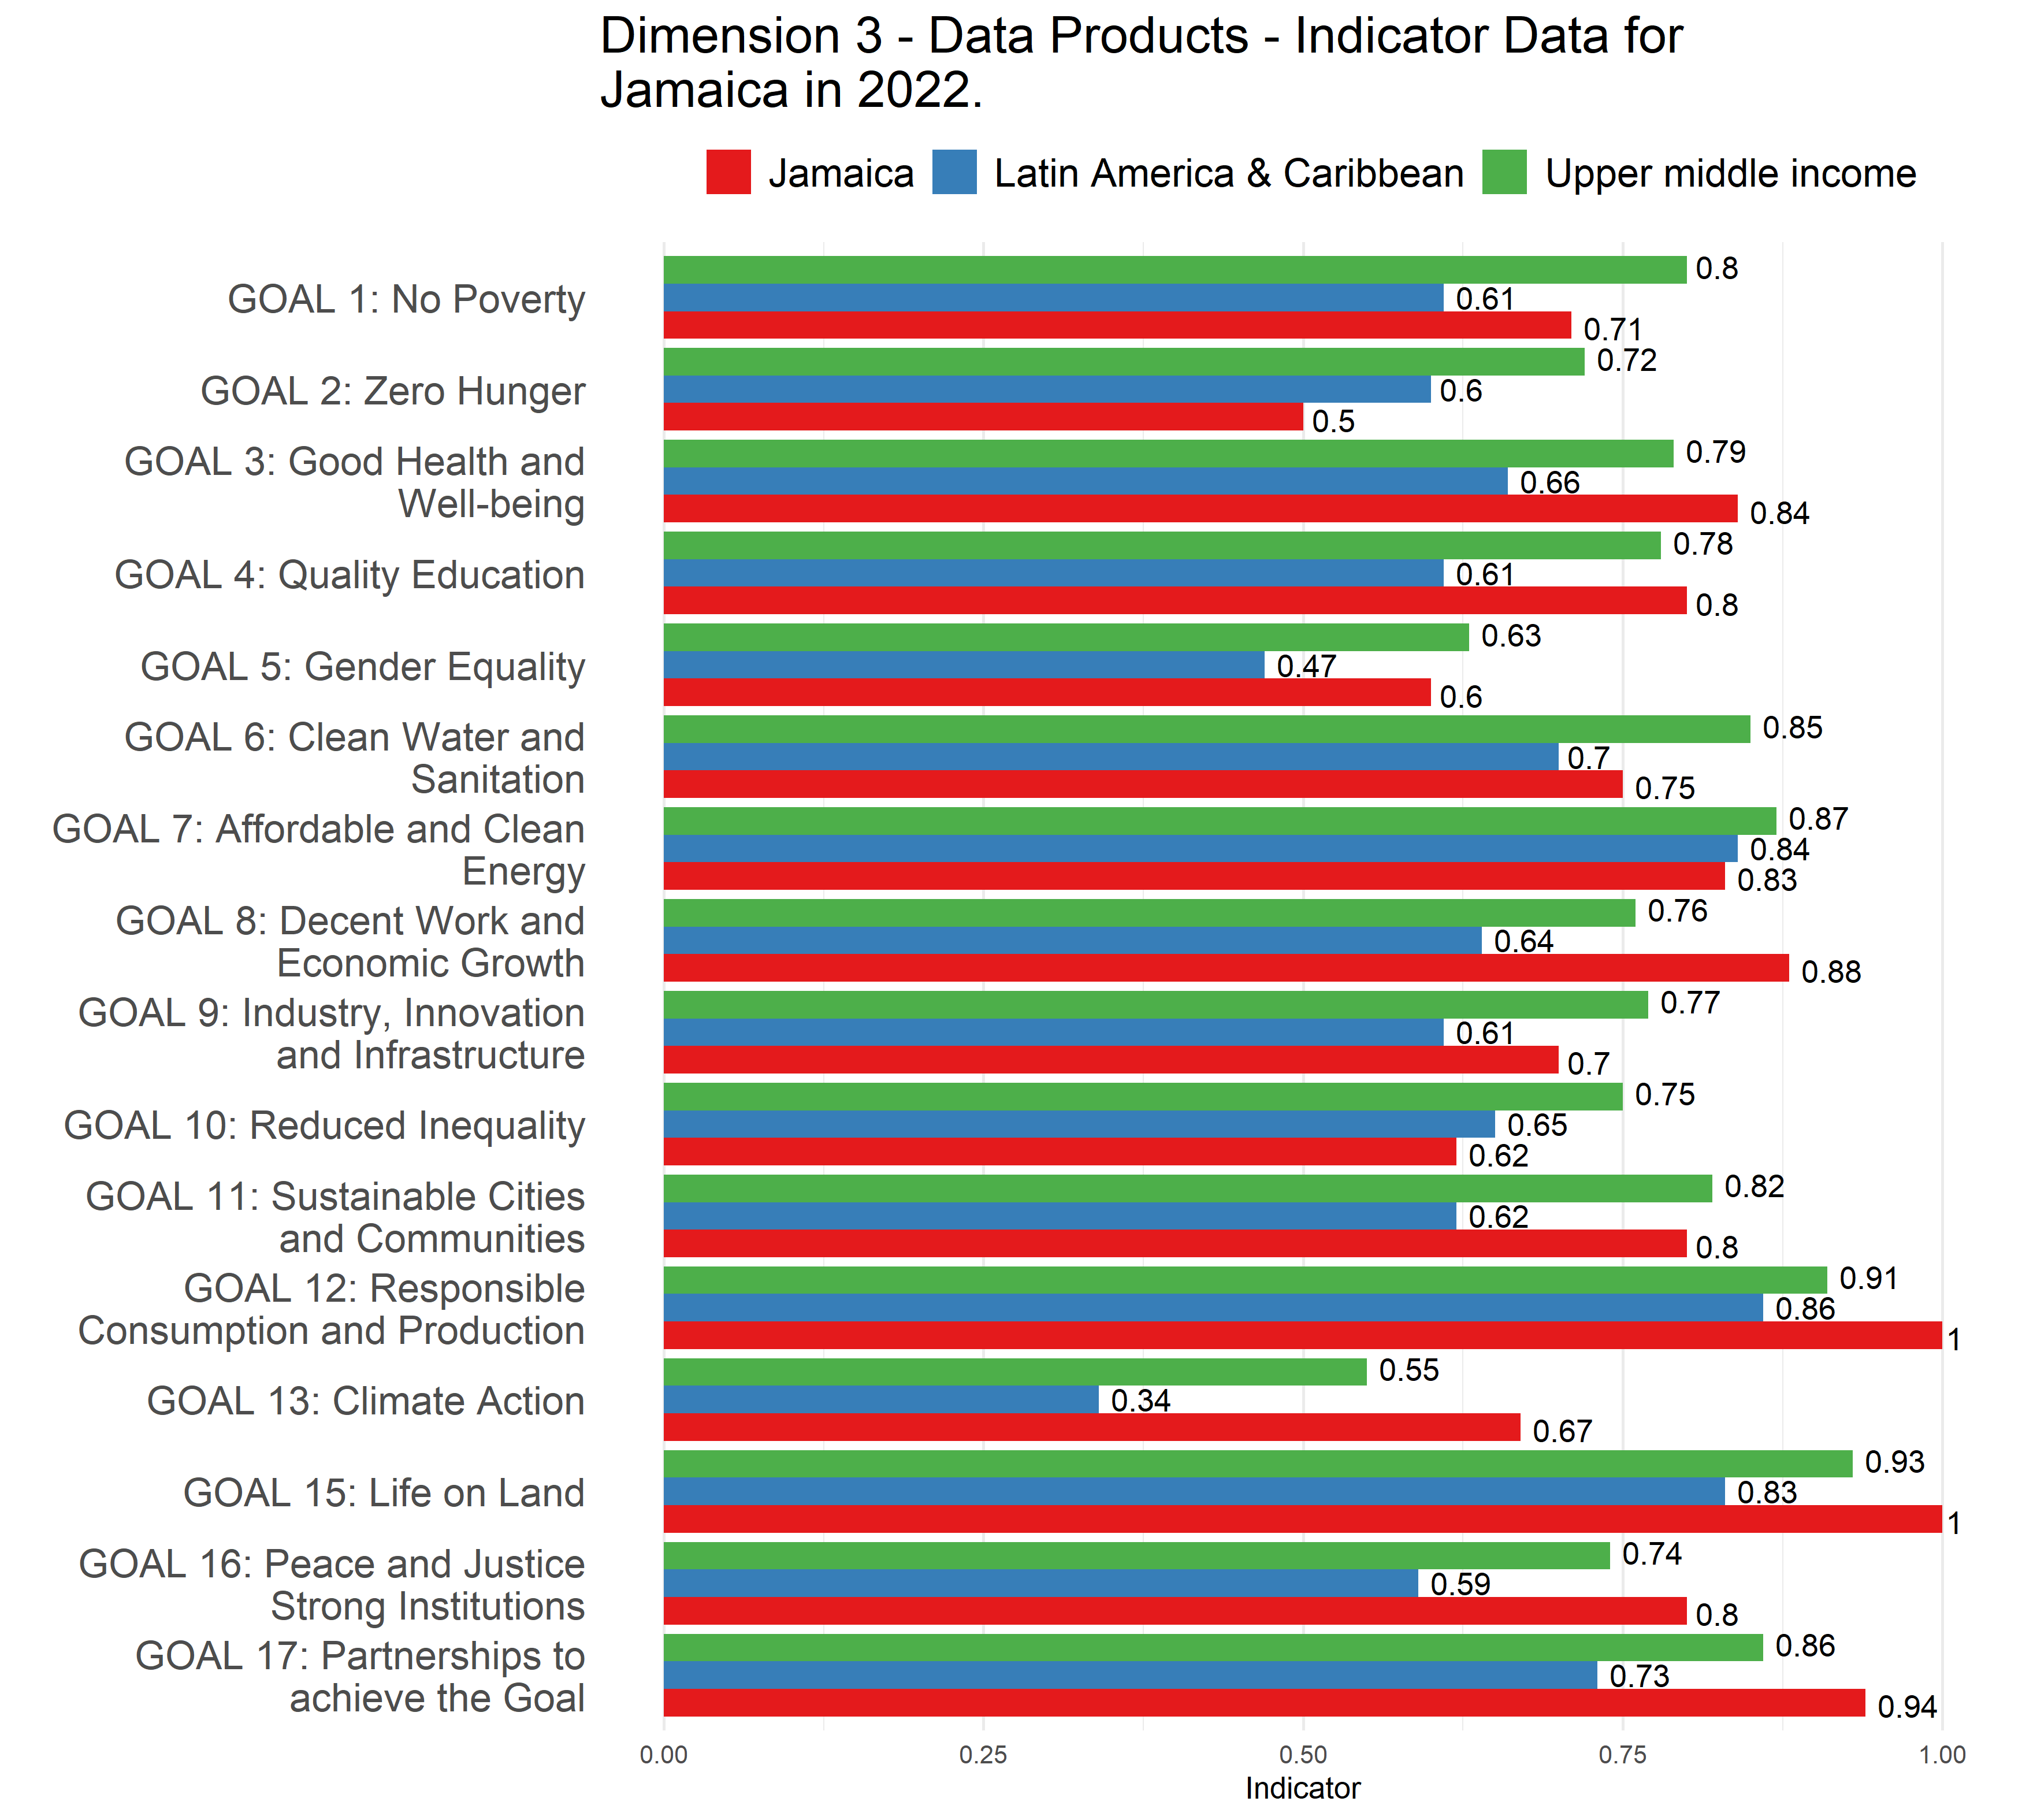 Dimension 3 - Data Products - Indicator Data for
Jamaica in 2022.
Jamaica Latin America & Caribbean Upper middle income
GOAL 1: No Poverty
0.8
0.61
0.71
GOAL 2: Zero Hunger
0.72
0.6
0.5
GOAL 3: Good Health and
Well-being
0.79
0.66
0.84
GOAL 4: Quality Education
0.78
0.61
0.8
GOAL 5: Gender Equality
0.63
0.47
0.6
GOAL 6: Clean Water and
Sanitation
0.85
0.7
0.75
GOAL 7: Affordable and Clean
Energy
0.87
0.84
0.83
GOAL 8: Decent Work and
Economic Growth
0.76
0.64
0.88
GOAL 9: Industry, Innovation
and Infrastructure
0.77
0.61
0.7
GOAL 10: Reduced Inequality
0.75
0.65
0.62
GOAL 11: Sustainable Cities
and Communities
0.82
0.62
0.8
GOAL 12: Responsible
Consumption and Production
0.91
0.86
1
GOAL 13: Climate Action
0.55
0.34
0.67
GOAL 15: Life on Land
0.93
0.83
1
GOAL 16: Peace and Justice
Strong Institutions
0.74
0.59
0.8
GOAL 17: Partnerships to
achieve the Goal
0.86
0.73
0.94
0.00 0.25 0.50 0.75 1.00
Indicator